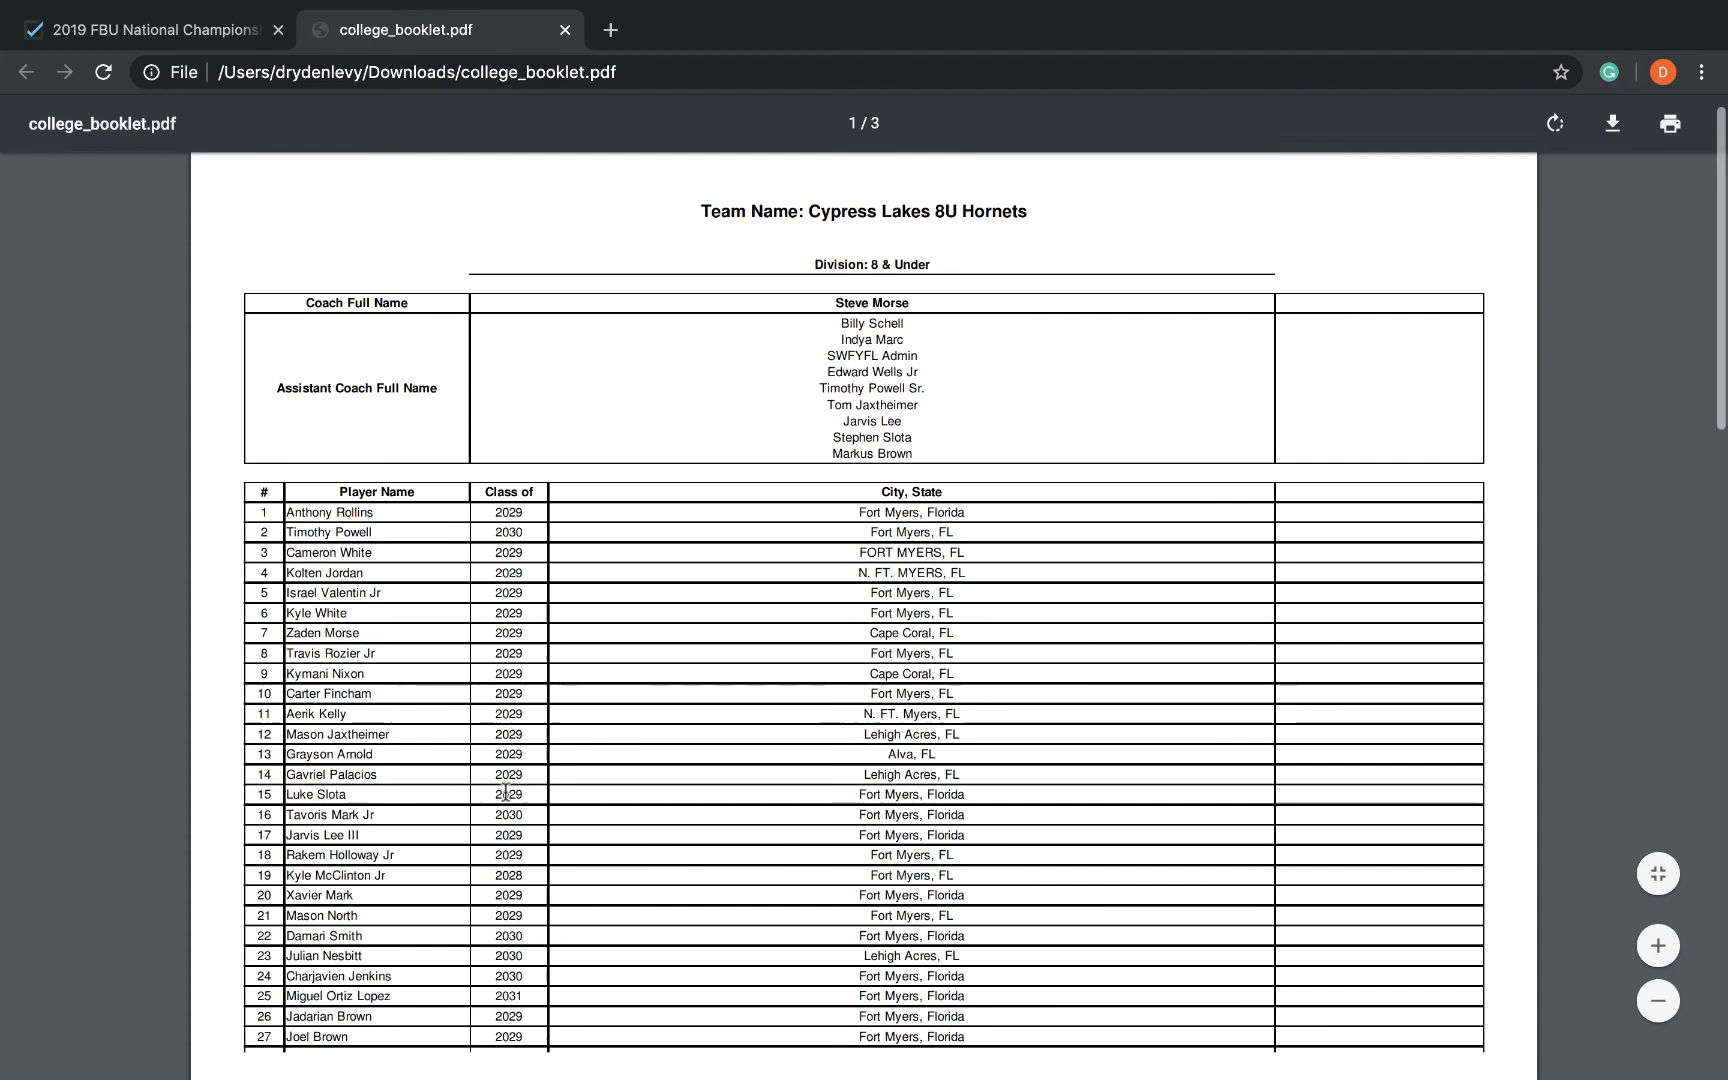 2019 FBU National Champions
college_booklet.pdf
File /Users/drydenlevy/Downloads/college_booklet.pdf
D
college_booklet.pdf
1 / 3
Team Name: Cypress Lakes 8U Hornets
Division: 8 & Under
Coach Full Name Steve Morse
Assistant Coach Full Name
Billy Schell
Indya Marc
SWFYFL Admin
Edward Wells Jr
Timothy Powell Sr.
Tom Jaxtheimer
Jarvis Lee
Stephen Slota
Markus Brown
# Player Name Class of City, State
1 Anthony Rollins 2029 Fort Myers, Florida
2 Timothy Powell 2030 Fort Myers, FL
3 Cameron White 2029 FORT MYERS, FL
4 Kolten Jordan 2029 N. FT. MYERS, FL
5 Israel Valentin Jr 2029 Fort Myers, FL
6 Kyle White 2029 Fort Myers, FL
7 Zaden Morse 2029 Cape Coral, FL
8 Travis Rozier Jr 2029 Fort Myers, FL
9 Kymani Nixon 2029 Cape Coral, FL
10 Carter Fincham 2029 Fort Myers, FL
11 Aerik Kelly 2029 N. FT. Myers, FL
12 Mason Jaxtheimer 2029 Lehigh Acres, FL
13 Grayson Arnold 2029 Alva, FL
14 Gavriel Palacios 2029 Lehigh Acres, FL
15 Luke Slota 2029 Fort Myers, Florida
16 Tavoris Mark Jr 2030 Fort Myers, Florida
17 Jarvis Lee III 2029 Fort Myers, Florida
18 Rakem Holloway Jr 2029 Fort Myers, FL
19 Kyle McClinton Jr 2028 Fort Myers, FL
20 Xavier Mark 2029 Fort Myers, Florida
21 Mason North 2029 Fort Myers, FL
22 Damari Smith 2030 Fort Myers, Florida
23 Julian Nesbitt 2030 Lehigh Acres, FL
24 Charjavien Jenkins 2030 Fort Myers, Florida
25 Miguel Ortiz Lopez 2031 Fort Myers, Florida
26 Jadarian Brown 2029 Fort Myers, Florida
27 Joel Brown 2029 Fort Myers, Florida